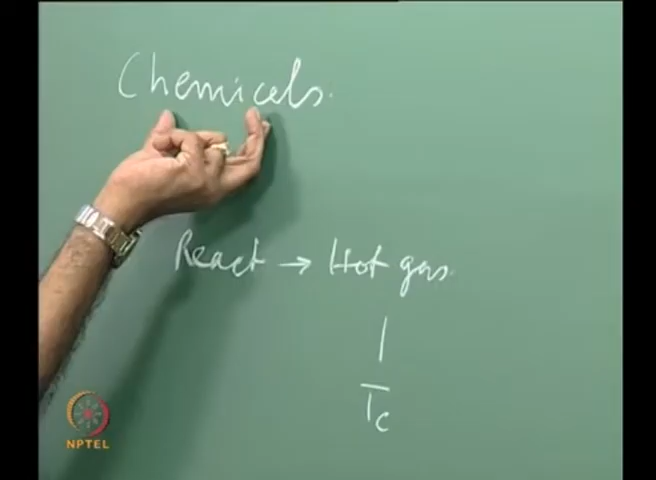 Chemicals.
React → Hot gas.
Tc
NPTEL